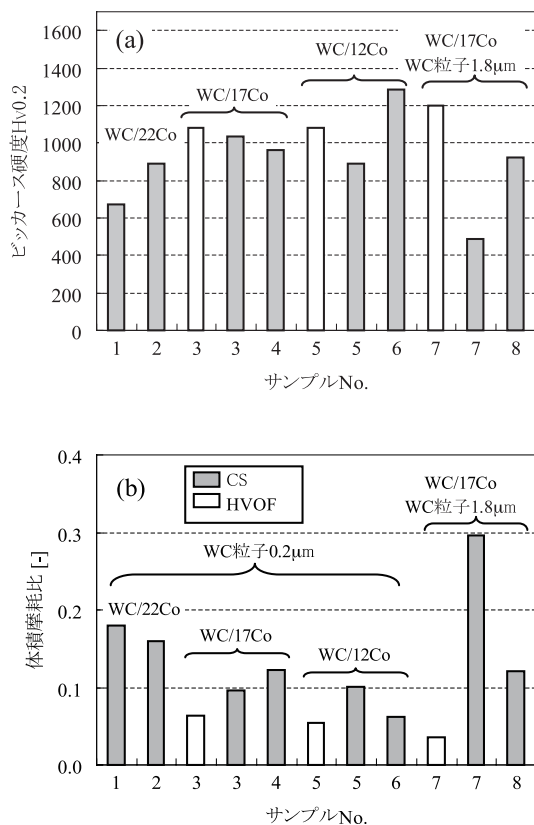 (a)
1600
1400
1200
1000
800
600
400
200
0
ビッカース硬度Hv0.2
WC/22Co
WC/17Co
WC/12Co
WC/17Co
WC粒子1.8μm
1 2 3 3 4 5 5 6 7 7 8
サンプルNo.
(b)
0.4
0.3
0.2
0.1
0.0
体積摩耗比 [-]
CS
HVOF
WC/17Co
WC粒子1.8μm
WC粒子0.2μm
WC/22Co
WC/17Co
WC/12Co
1 2 3 3 4 5 5 6 7 7 8
サンプルNo.